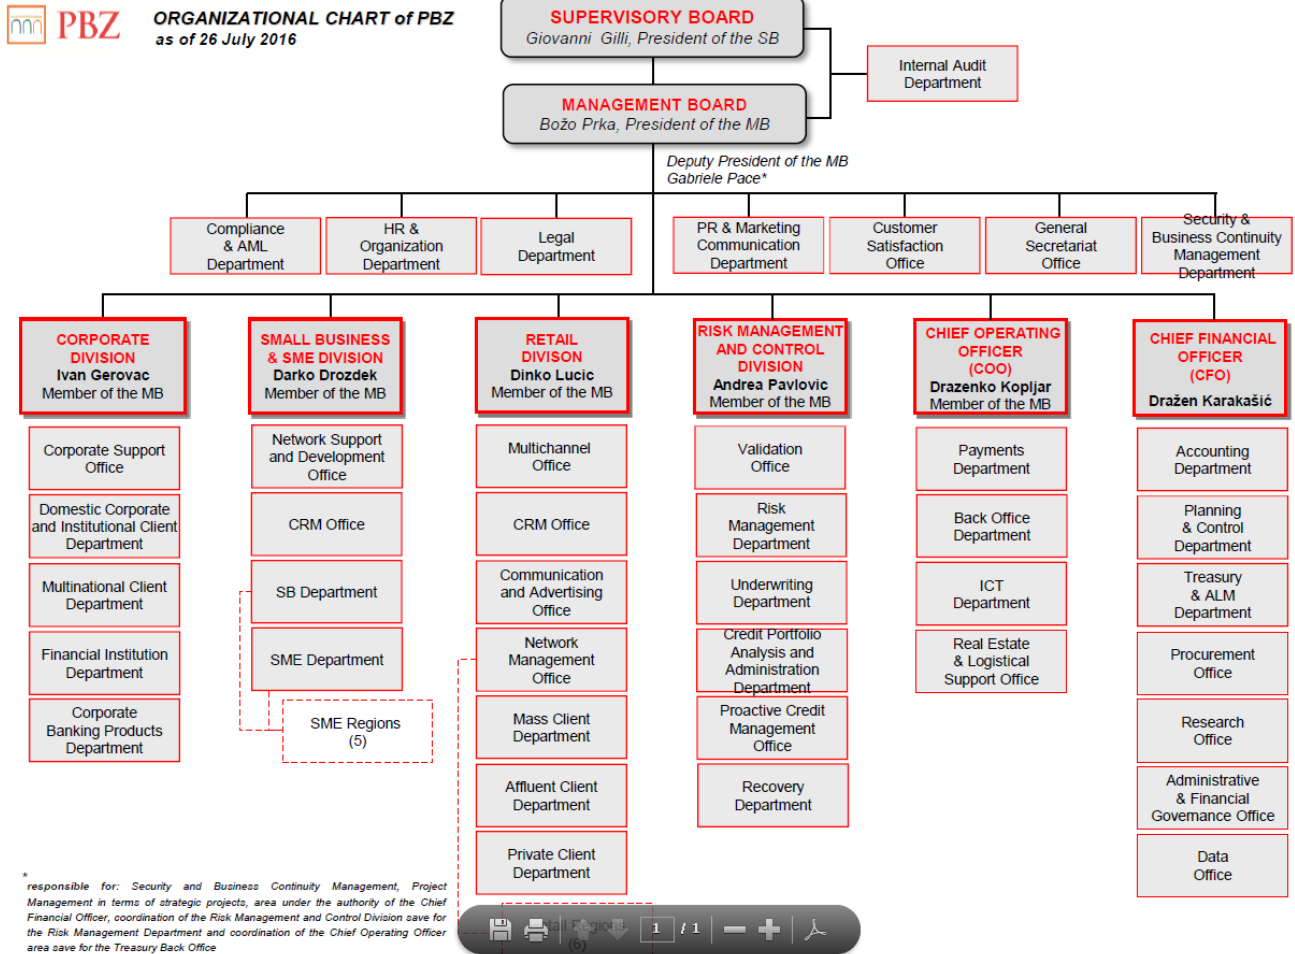 PBZ
ORGANIZATIONAL CHART of PBZ
as of 26 July 2016
SUPERVISORY BOARD
Giovanni Gilli, President of the SB
Internal Audit
Department
MANAGEMENT BOARD
Božo Prka, President of the MB
Deputy President of the MB
Gabriele Pace*
Compliance
& AML
Department
HR &
Organization
Department
Legal
Department
PR & Marketing
Communication
Department
Customer
Satisfaction
Office
General
Secretariat
Office
Security &
Business Continuity
Management
Department
CORPORATE
DIVISION
Ivan Gerovac
Member of the MB
Corporate Support
Office
Domestic Corporate
and Institutional Client
Department
Multinational Client
Department
Financial Institution
Department
Corporate
Banking Products
Department
SMALL BUSINESS
& SME DIVISION
Darko Drozdek
Member of the MB
Network Support
and Development
Office
CRM Office
SB Department
SME Department
SME Regions
(5)
RETAIL
DIVISON
Dinko Lucic
Member of the MB
Multichannel
Office
CRM Office
Communication
and Advertising
Office
Network
Management
Office
Mass Client
Department
Affluent Client
Department
Private Client
Department
Retail Regions
(6)
RISK MANAGEMENT
AND CONTROL
DIVISION
Andrea Pavlovic
Member of the MB
Validation
Office
Risk
Management
Department
Underwriting
Department
Credit Portfolio
Analysis and
Administration
Department
Proactive Credit
Management
Office
Recovery
Department
CHIEF OPERATING
OFFICER
(COO)
Drazenko Kopljar
Member of the MB
Payments
Department
Back Office
Department
ICT
Department
Real Estate
& Logistical
Support Office
CHIEF FINANCIAL
OFFICER
(CFO)
Dražen Karakašić
Accounting
Department
Planning
& Control
Department
Treasury
& ALM
Department
Procurement
Office
Research
Office
Administrative
& Financial
Governance Office
Data
Office
*
responsible for: Security and Business Continuity Management, Project
Management in terms of strategic projects, area under the authority of the Chief
Financial Officer, coordination of the Risk Management and Control Division save for
the Risk Management Department and coordination of the Chief Operating Officer
area save for the Treasury Back Office
1 / 1